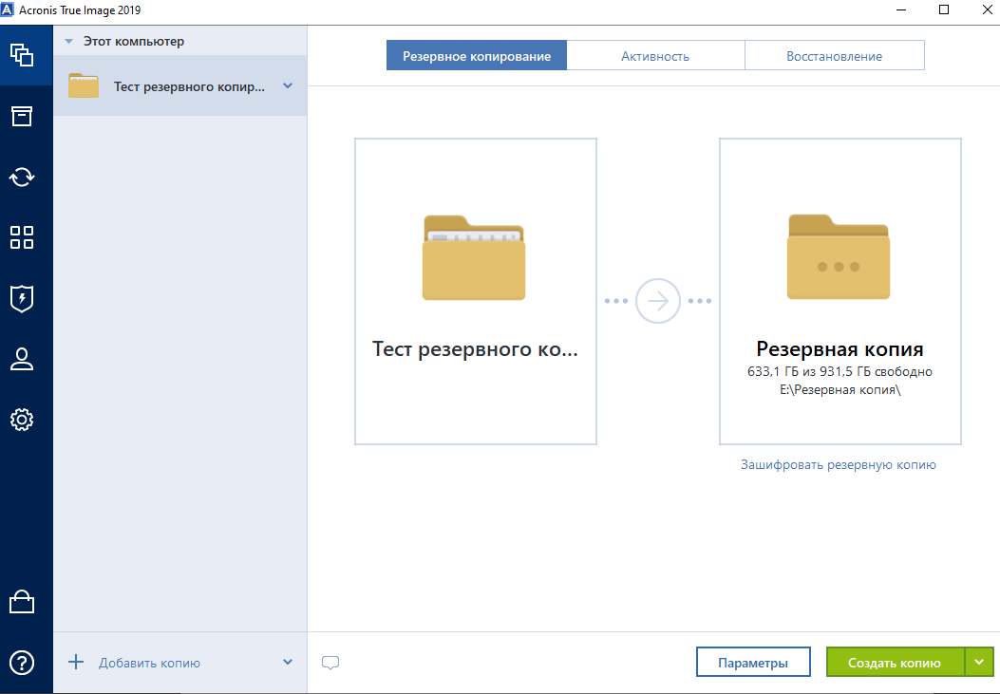 Acronis True Image 2019
Этот компьютер
Тест резервного копир...
Резервное копирование
Активность
Восстановление
Тест резервного ко...
Резервная копия
633,1 ГБ из 931,5 ГБ свободно
E:\Резервная копия\
Зашифровать резервную копию
Добавить копию
Параметры
Создать копию